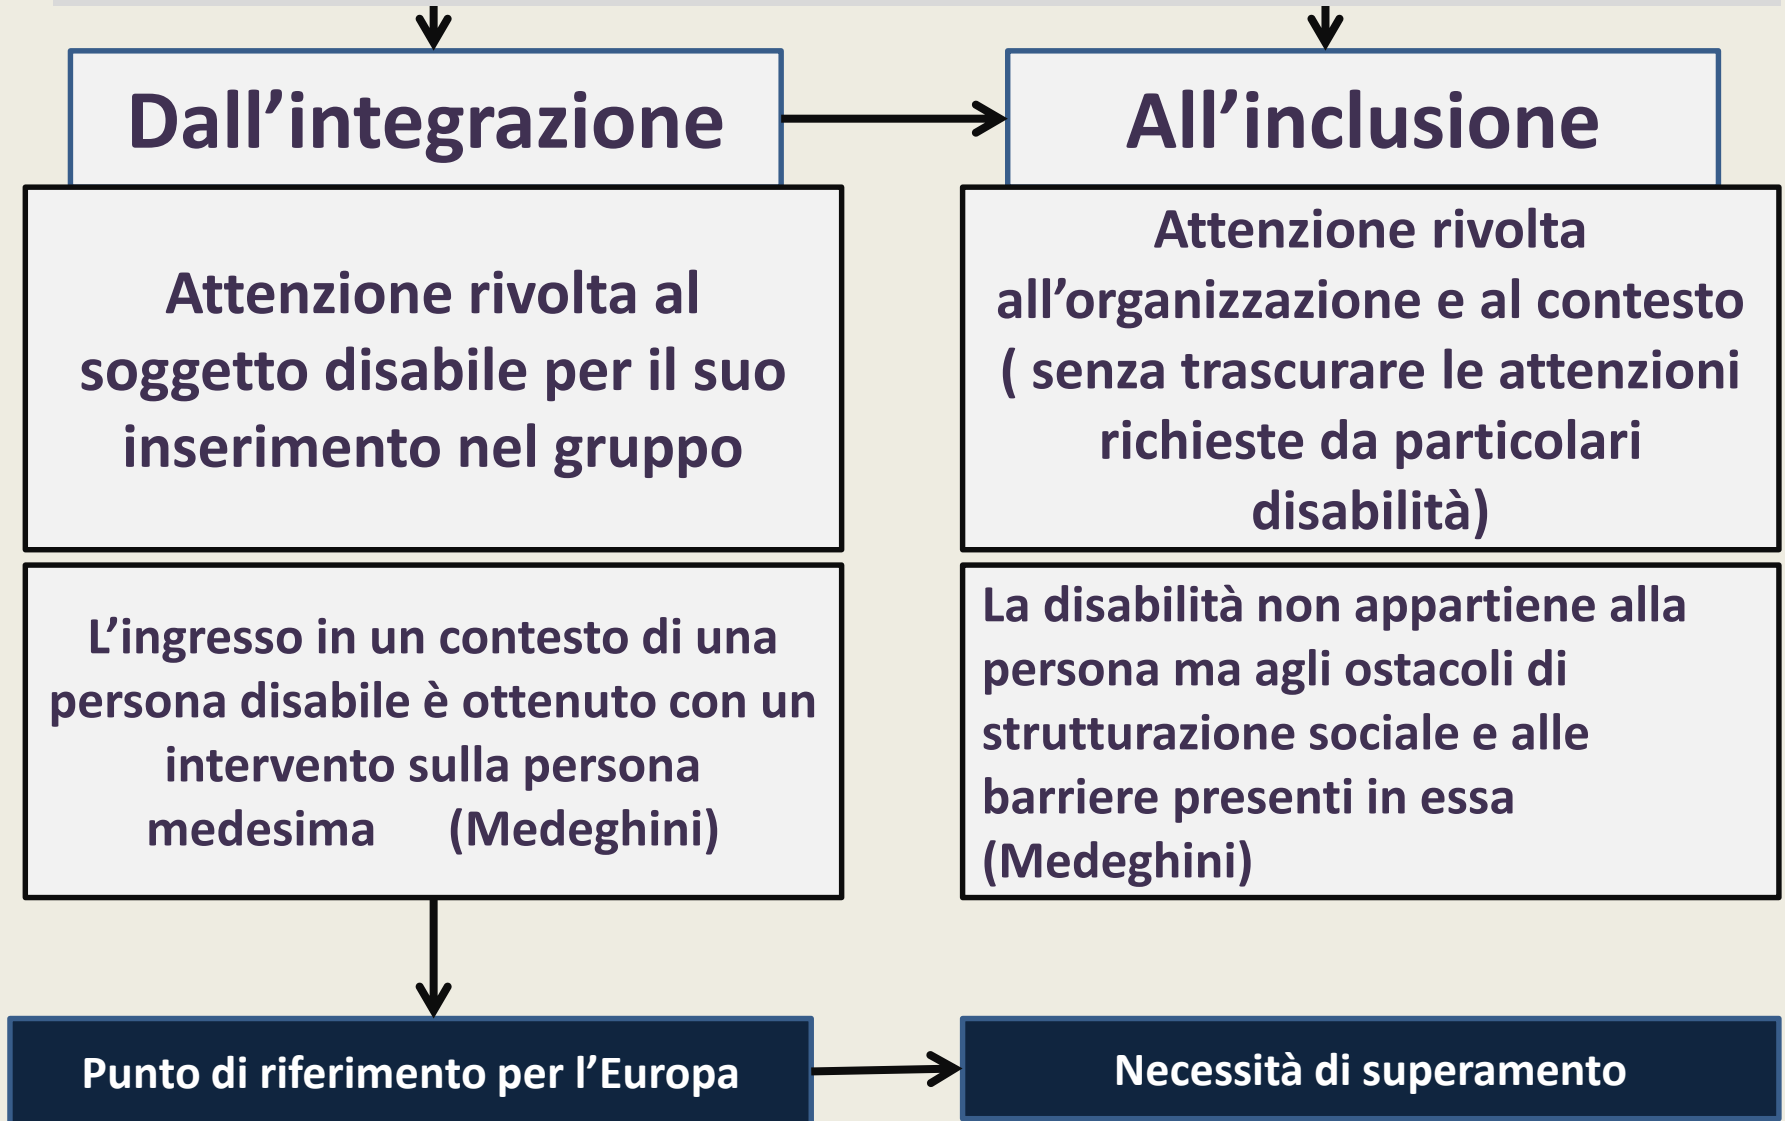 Dall’integrazione
All’inclusione
Attenzione rivolta al
soggetto disabile per il suo
inserimento nel gruppo
Attenzione rivolta
all’organizzazione e al contesto
( senza trascurare le attenzioni
richieste da particolari
disabilità)
L’ingresso in un contesto di una
persona disabile è ottenuto con un
intervento sulla persona
medesima (Medeghini)
La disabilità non appartiene alla
persona ma agli ostacoli di
strutturazione sociale e alle
barriere presenti in essa
(Medeghini)
Punto di riferimento per l’Europa
Necessità di superamento